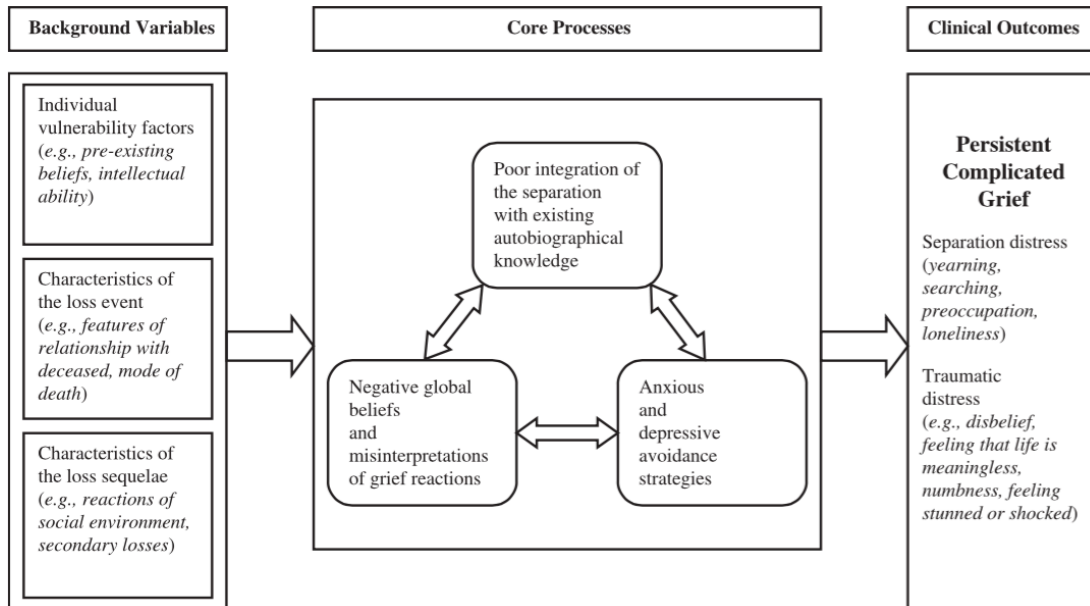 Background Variables
Core Processes
Clinical Outcomes
Individual
vulnerability factors
(e.g., pre-existing
beliefs, intellectual
ability)
Characteristics of
the loss event
(e.g., features of
relationship with
deceased, mode of
death)
Characteristics of
the loss sequelae
(e.g., reactions of
social environment,
secondary losses)
Poor integration of
the separation
with existing
autobiographical
knowledge
Negative global
beliefs
and
misinterpretations
of grief reactions
Anxious
and
depressive
avoidance
strategies
Persistent
Complicated
Grief
Separation distress
(yearning,
searching,
preoccupation,
loneliness)
Traumatic
distress
(e.g., disbelief,
feeling that life is
meaningless,
numbness, feeling
stunned or shocked)